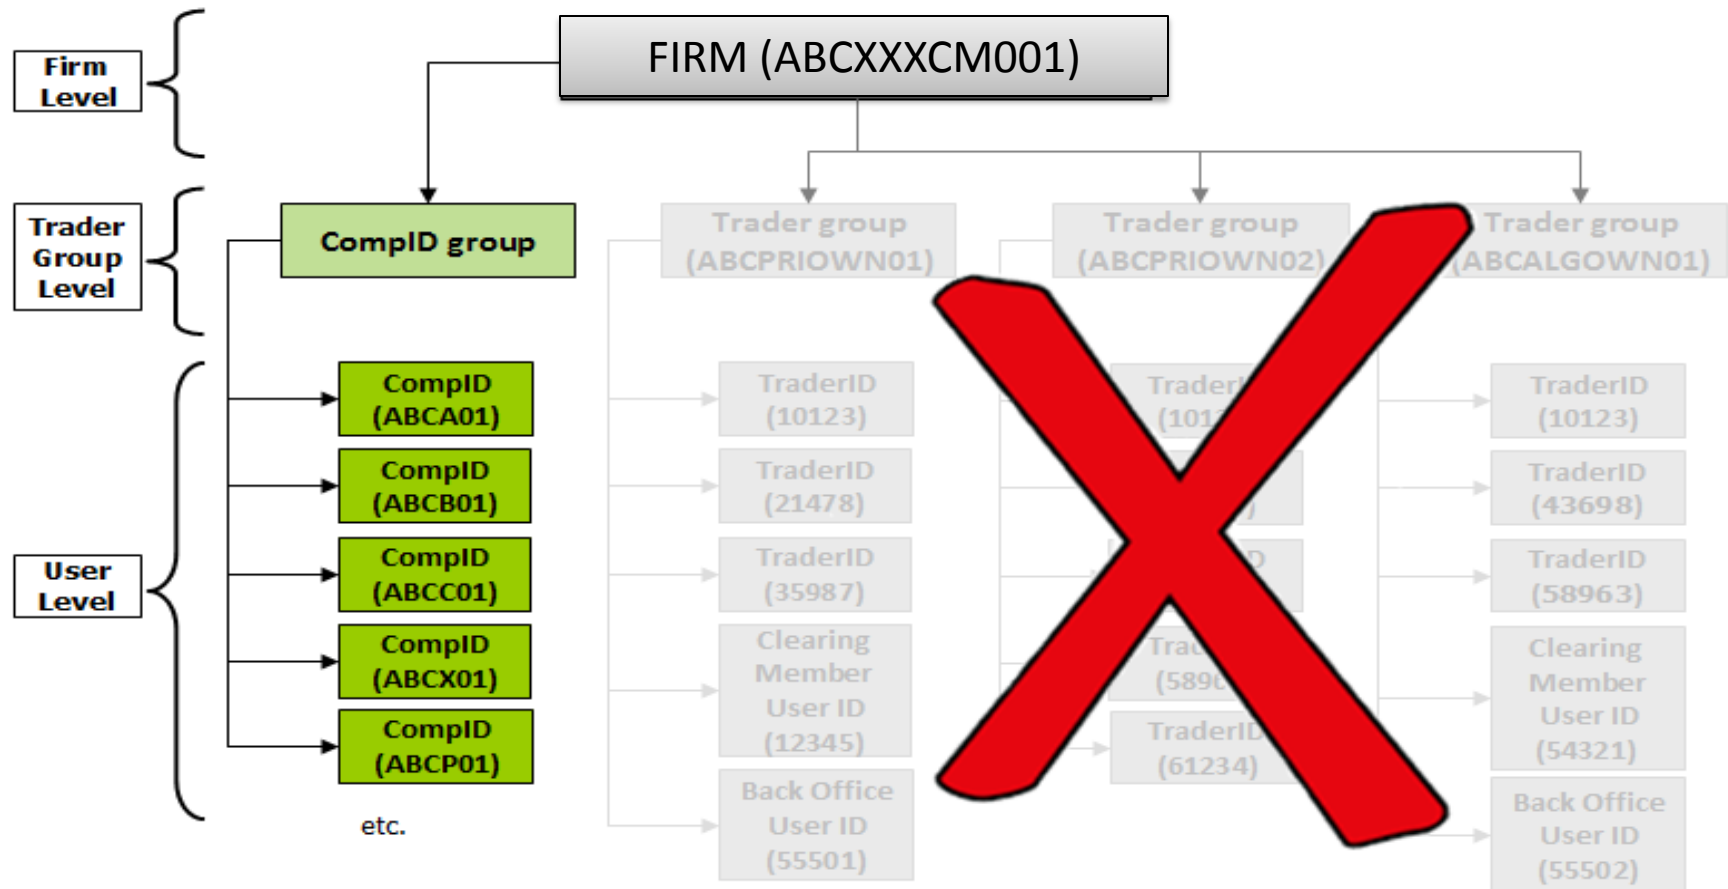 FIRM (ABCXXXCM001)
Firm
Level
Trader
Group
Level
CompID group
Trader group
(ABCPRIOWN01)
Trader group
(ABCPRIOWN02)
Trader group
(ABCALGOWN01)
User
Level
CompID
(ABCA01)
CompID
(ABCB01)
CompID
(ABCC01)
CompID
(ABCX01)
CompID
(ABCP01)
etc.
TraderID
(10123)
TraderID
(21478)
TraderID
(35987)
Clearing
Member
User ID
(12345)
Back Office
User ID
(55501)
TraderID
(61234)
TraderID
(10123)
TraderID
(43698)
TraderID
(58963)
Clearing
Member
User ID
(54321)
Back Office
User ID
(55502)